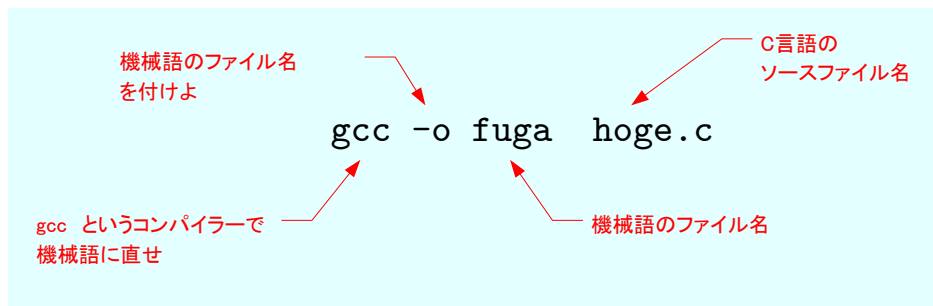 機械語のファイル名
を付けよ
C言語の
ソースファイル名
gcc -o fuga hoge.c
gcc というコンパイラーで
機械語に直せ
機械語のファイル名